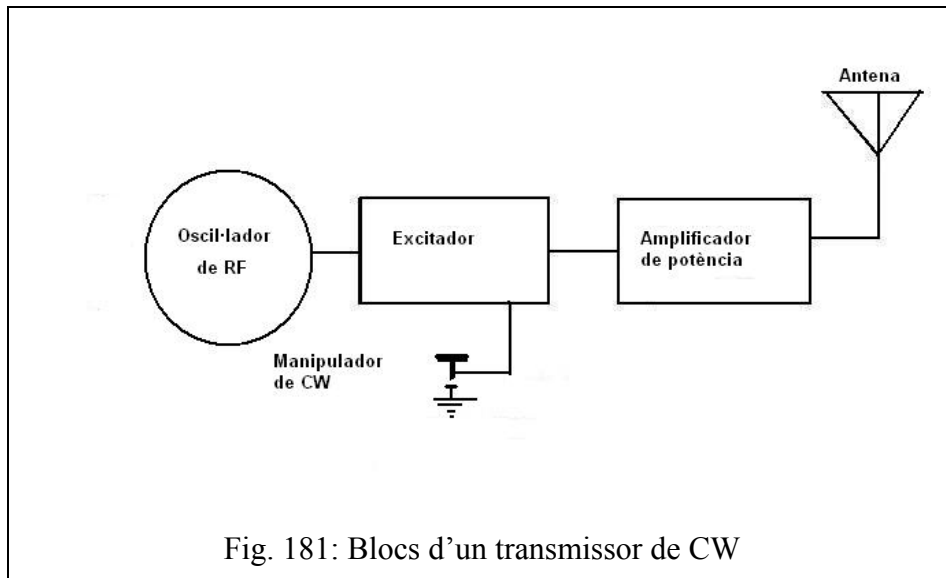 Antena
Oscil·lador
de RF
Excitador
Amplificador
de potència
Manipulador
de CW
Fig. 181: Blocs d’un transmissor de CW